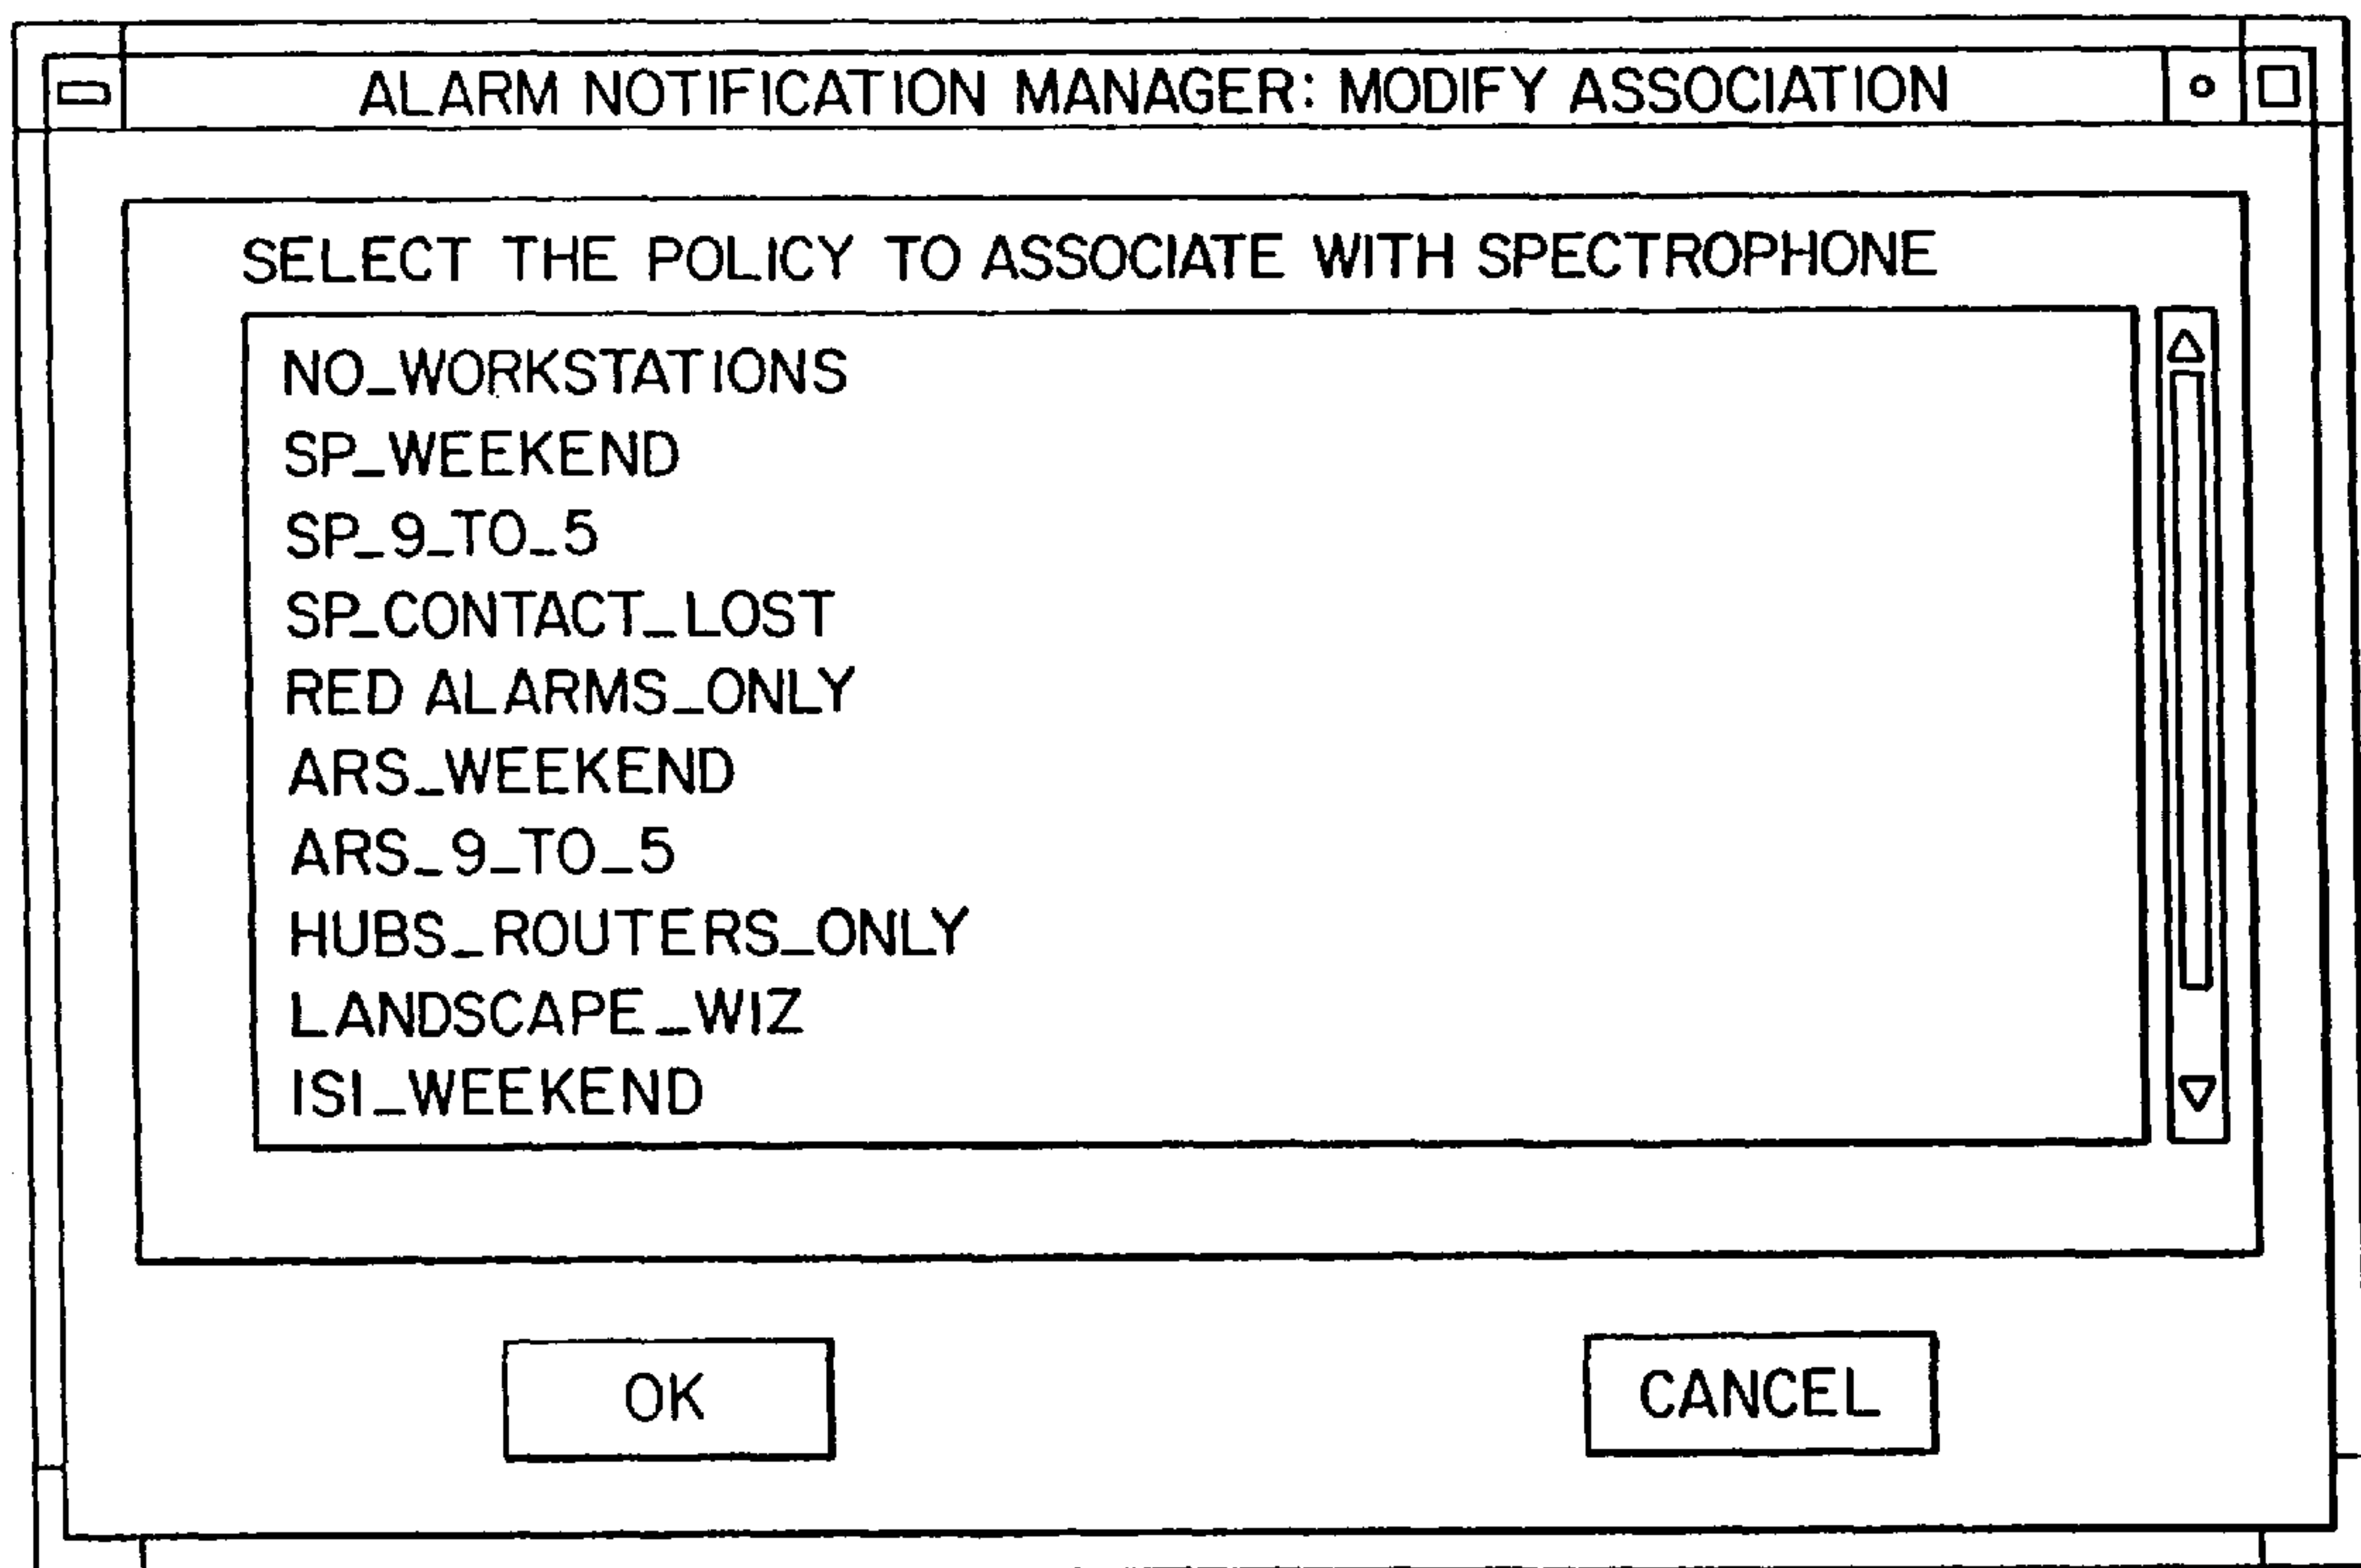 ALARM NOTIFICATION MANAGER: MODIFY ASSOCIATION
SELECT THE POLICY TO ASSOCIATE WITH SPECTROPHONE
NO_WORKSTATIONS
SP_WEEKEND
SP_9_TO_5
SP_CONTACT_LOST
RED ALARMS_ONLY
ARS_WEEKEND
ARS_9_TO_5
HUBS_ROUTERS_ONLY
LANDSCAPE_WIZ
ISI_WEEKEND
OK CANCEL